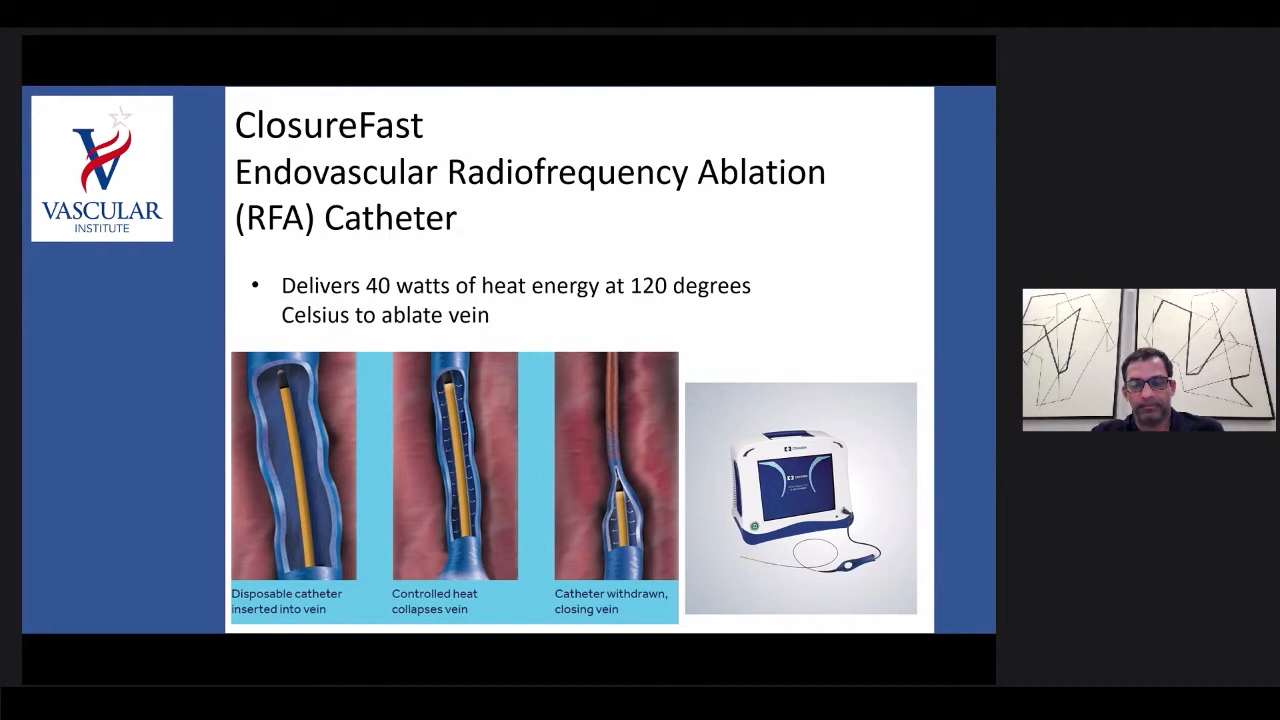 VASCULAR
INSTITUTE
ClosureFast
Endovascular Radiofrequency Ablation
(RFA) Catheter
• Delivers 40 watts of heat energy at 120 degrees
Celsius to ablate vein
Disposable catheter
inserted into vein
Controlled heat
collapses vein
Catheter withdrawn,
closing vein